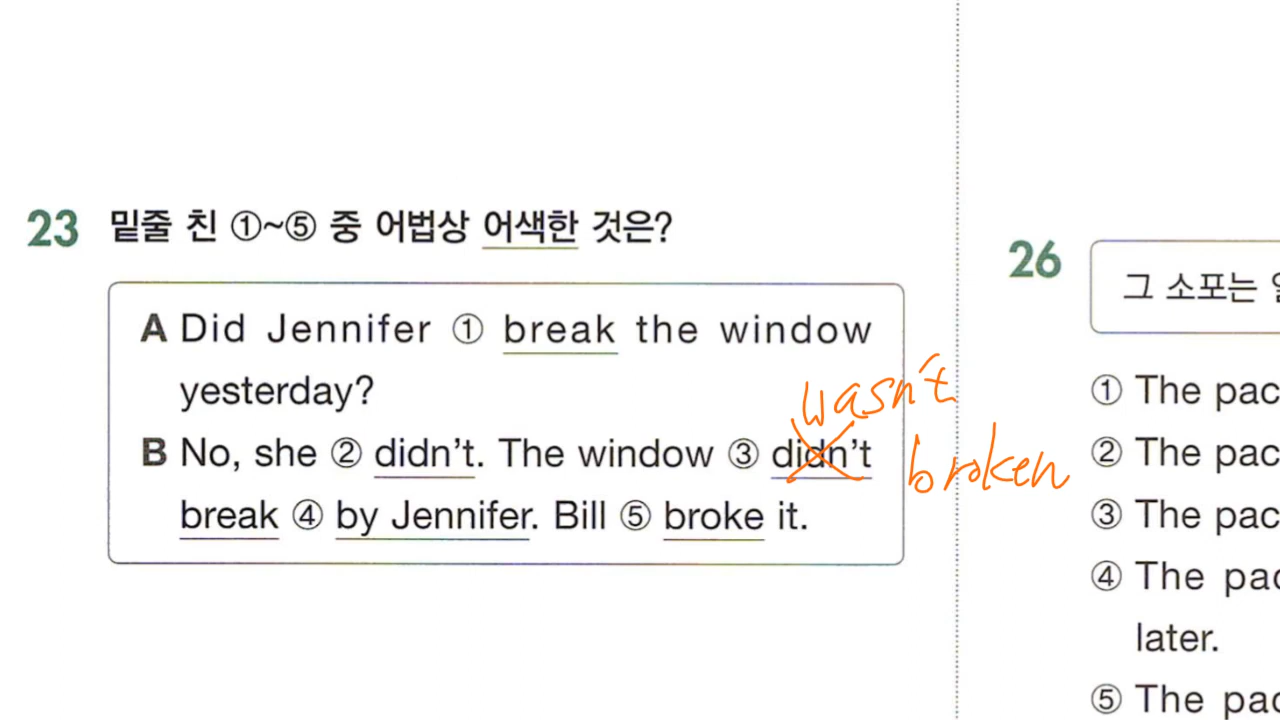 23 밑줄 친 ①~⑤ 중 어법상 어색한 것은?
A Did Jennifer ① break the window
yesterday?
wasn't
B No, she ② didn't. The window ③ didn't
broken
break ④ by Jennifer. Bill ⑤ broke it.
26
그 소포는
① The pac
② The pac
③ The pac
④ The pac
later.
⑤ The pac